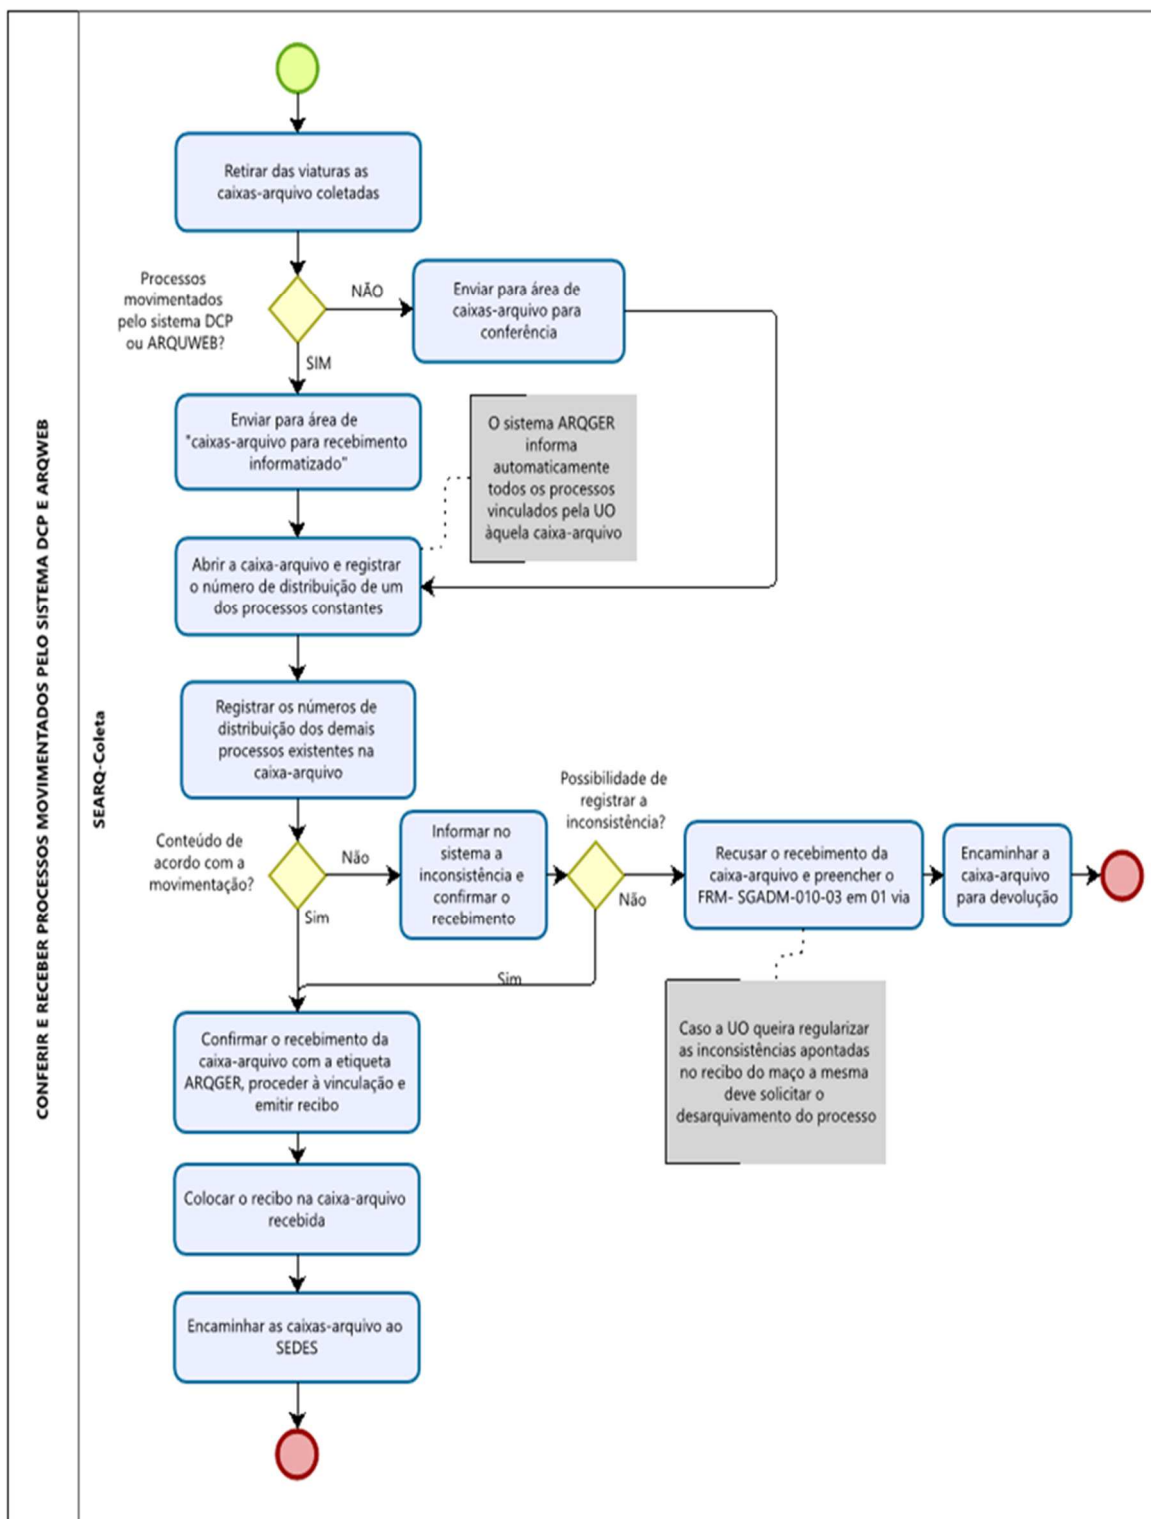 CONFERIR E RECEBER PROCESSOS MOVIMENTADOS PELO SISTEMA DCP E ARQWEB
SEARQ-Coleta
Retirar das viaturas as
caixas-arquivo coletadas
Processos
movimentados
pelo sistema DCP
ou ARQUWEB?
NÃO
Enviar para área de
caixas-arquivo para
conferência
SIM
Enviar para área de
"caixas-arquivo para recebimento
informatizado"
O sistema ARQGER
informa
automaticamente
todos os processos
vinculados pela UO
àquela caixa-arquivo
Abrir a caixa-arquivo e registrar
o número de distribuição de um
dos processos constantes
Registrar os números de
distribuição dos demais
processos existentes na
caixa-arquivo
Conteúdo de
acordo com a
movimentação?
Não
Sim
Informar no
sistema a
inconsistência e
confirmar o
recebimento
Possibilidade de
registrar a
inconsistência?
Não
Sim
Recusar o recebimento da
caixa-arquivo e preencher o
FRM- SGADM-010-03 em 01 via
Encaminhar a
caixa-arquivo
para devolução
Caso a UO queira regularizar
as inconsistências apontadas
no recibo do maço a mesma
deve solicitar o
desarquivamento do processo
Confirmar o recebimento da
caixa-arquivo com a etiqueta
ARQGER, proceder à vinculação e
emitir recibo
Colocar o recibo na caixa-arquivo
recebida
Encaminhar as caixas-arquivo ao
SEDES